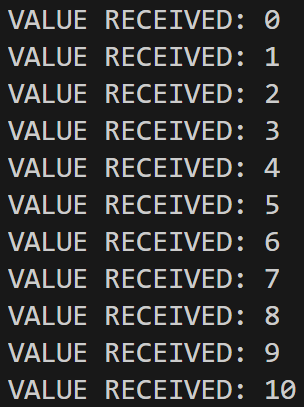 VALUE RECEIVED: 0
VALUE RECEIVED: 1
VALUE RECEIVED: 2
VALUE RECEIVED: 3
VALUE RECEIVED: 4
VALUE RECEIVED: 5
VALUE RECEIVED: 6
VALUE RECEIVED: 7
VALUE RECEIVED: 8
VALUE RECEIVED: 9
VALUE RECEIVED: 10